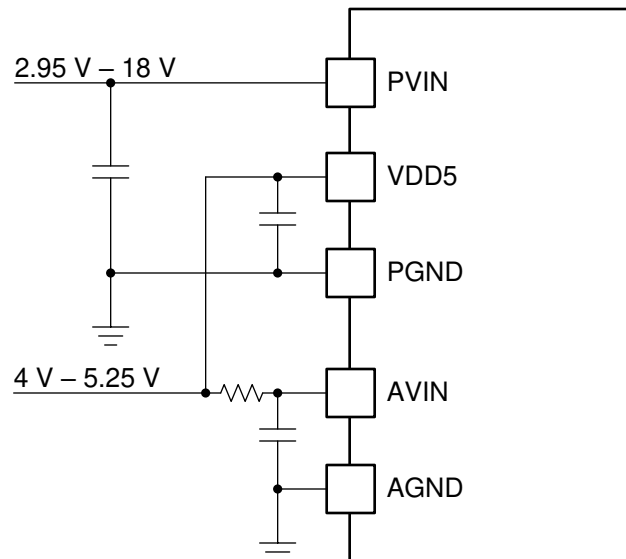 2.95 V – 18 V
PVIN
VDD5
PGND
4 V – 5.25 V
AVIN
AGND